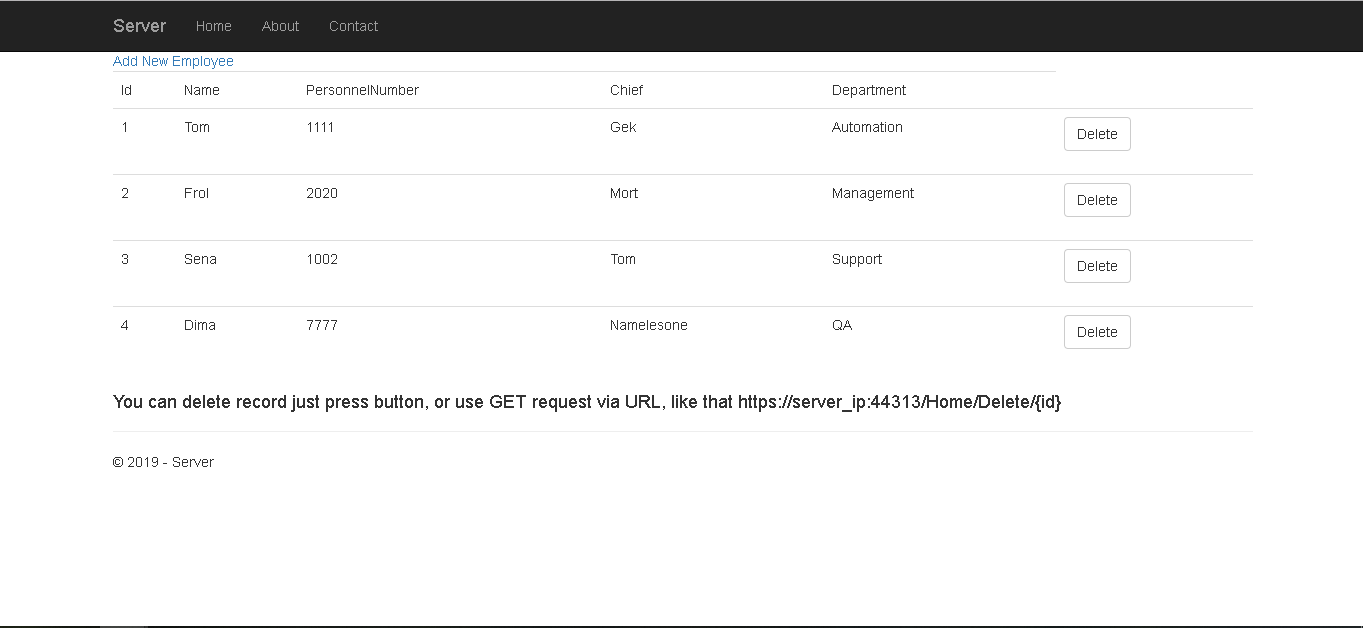 Server Home About Contact
Add New Employee
Id Name PersonnelNumber Chief Department
1 Tom 1111 Gek Automation Delete
2 Frol 2020 Mort Management Delete
3 Sena 1002 Tom Support Delete
4 Dima 7777 Namelesone QA Delete
You can delete record just press button, or use GET request via URL, like that https://server_ip:44313/Home/Delete/{id}
© 2019 - Server